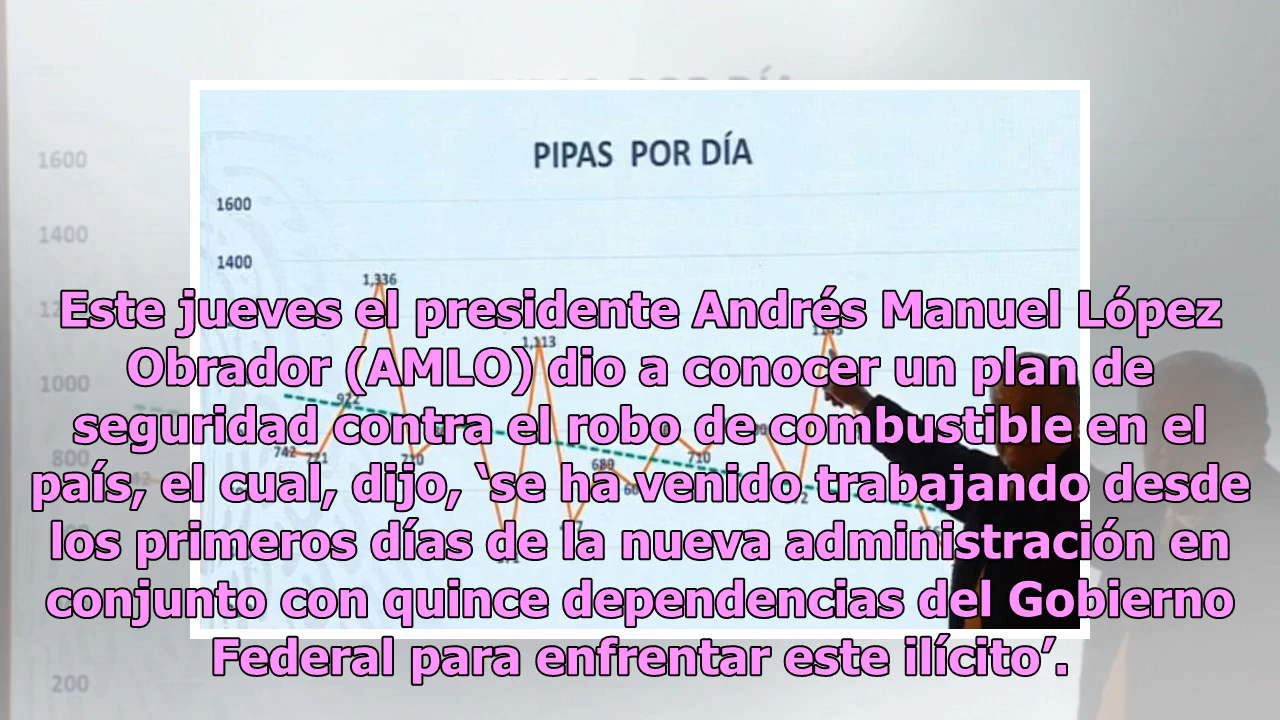 PIPAS POR DÍA
1600
1400
1,336
1,113
922
742
721
710
689
710
Este jueves el presidente Andrés Manuel López
Obrador (AMLO) dio a conocer un plan de
seguridad contra el robo de combustible en el
país, el cual, dijo, ‘se ha venido trabajando desde
los primeros días de la nueva administración en
conjunto con quince dependencias del Gobierno
Federal para enfrentar este ilícito’.
1600
1400
1000
800
200